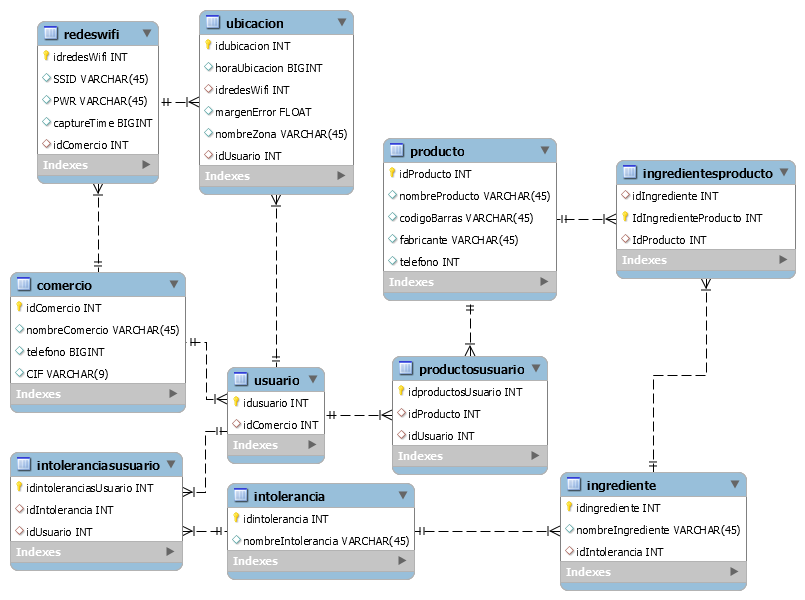 redeswifi
idredesWifi INT
SSID VARCHAR(45)
PWR VARCHAR(45)
captureTime BIGINT
idComercio INT
Indexes
ubicacion
idubicacion INT
horaUbicacion BIGINT
idredesWifi INT
margenError FLOAT
nombreZona VARCHAR(45)
idUsuario INT
Indexes
producto
idProducto INT
nombreProducto VARCHAR(45)
codigoBarras VARCHAR(45)
fabricante VARCHAR(45)
telefono INT
Indexes
ingredientesproducto
idIngrediente INT
IdIngredienteProducto INT
IdProducto INT
Indexes
comercio
idComercio INT
nombreComercio VARCHAR(45)
telefono BIGINT
CIF VARCHAR(9)
Indexes
usuario
idusuario INT
idComercio INT
Indexes
productosusuario
idproductosUsuario INT
idProducto INT
idUsuario INT
Indexes
intoleranciasusuario
idintoleranciasUsuario INT
idIntolerancia INT
idUsuario INT
Indexes
intolerancia
idintolerancia INT
nombreIntolerancia VARCHAR(45)
Indexes
ingrediente
idingrediente INT
nombreIngrediente VARCHAR(45)
idIntolerancia INT
Indexes